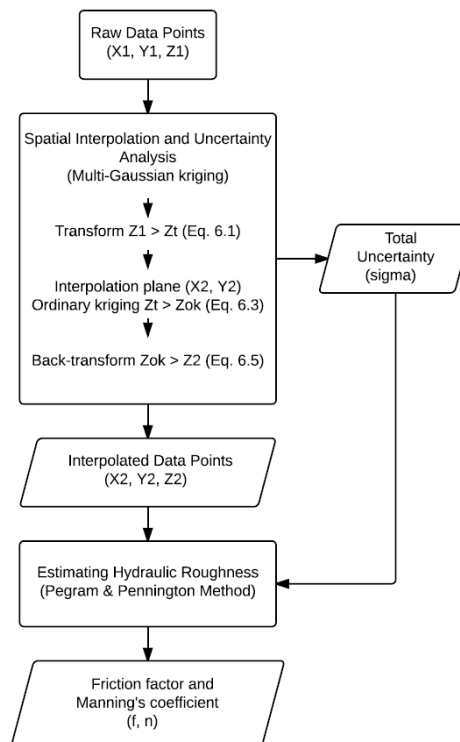 Raw Data Points
(X1, Y1, Z1)
Spatial Interpolation and Uncertainty
Analysis
(Multi-Gaussian kriging)
Transform Z1 > Zt (Eq. 6.1)
Interpolation plane (X2, Y2)
Ordinary kriging Zt > Zok (Eq. 6.3)
Back-transform Zok > Z2 (Eq. 6.5)
Total
Uncertainty
(sigma)
Interpolated Data Points
(X2, Y2, Z2)
Estimating Hydraulic Roughness
(Pegram & Pennington Method)
Friction factor and
Manning's coefficient
(f, n)